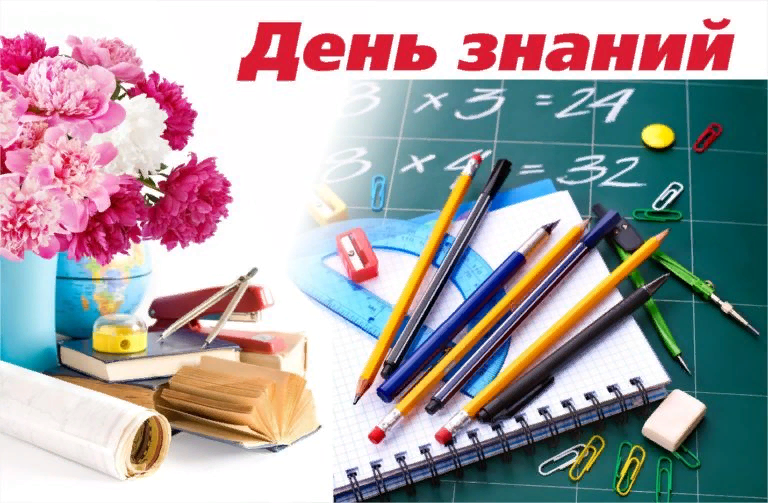 День знаний
8 x 3 = 24
8 x 4 = 32